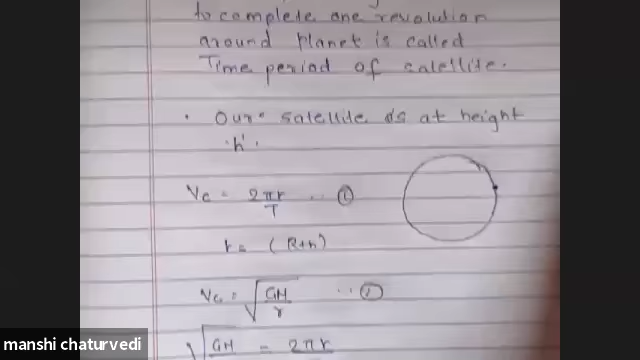 to complete one revolution
around Planet is called
Time period of satellite.
• Our satellite is at height
'h'.
Vc = 2πr/T ... ①
r = (R+h)
Vc = √GM/r ... ②
√GM = 2πr
manshi chaturvedi